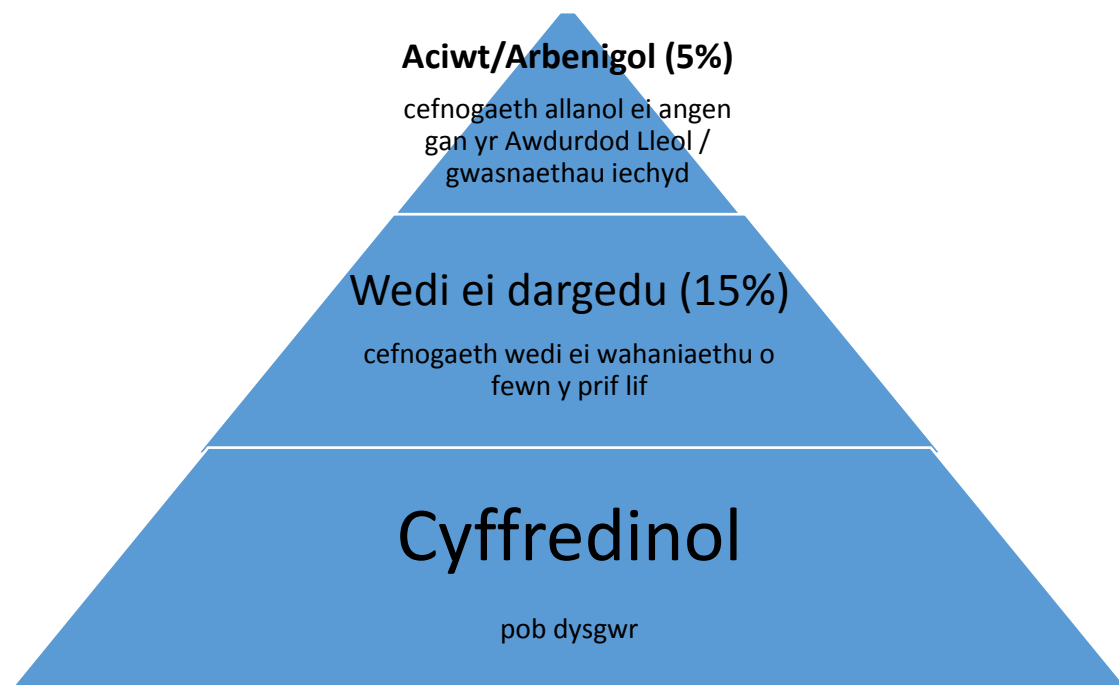 Aciwt/Arbenigol (5%)
cefnogaeth allanol ei angen
gan yr Awdurdod Lleol /
gwasnaethau iechyd
Wedi ei dargedu (15%)
cefnogaeth wedi ei wahaniaethu o
fewn y prif lif
Cyffredinol
pob dysgwr